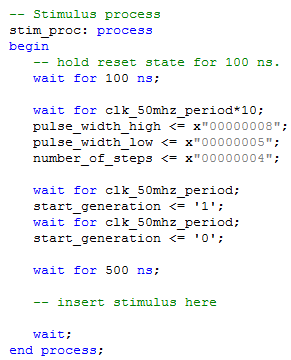 -- Stimulus process
stim_proc: process
begin
-- hold reset state for 100 ns.
wait for 100 ns;
wait for clk_50mhz_period*10;
pulse_width_high <= x"00000008";
pulse_width_low <= x"00000005";
number_of_steps <= x"00000004";
wait for clk_50mhz_period;
start_generation <= '1';
wait for clk_50mhz_period;
start_generation <= '0';
wait for 500 ns;
-- insert stimulus here
wait;
end process;